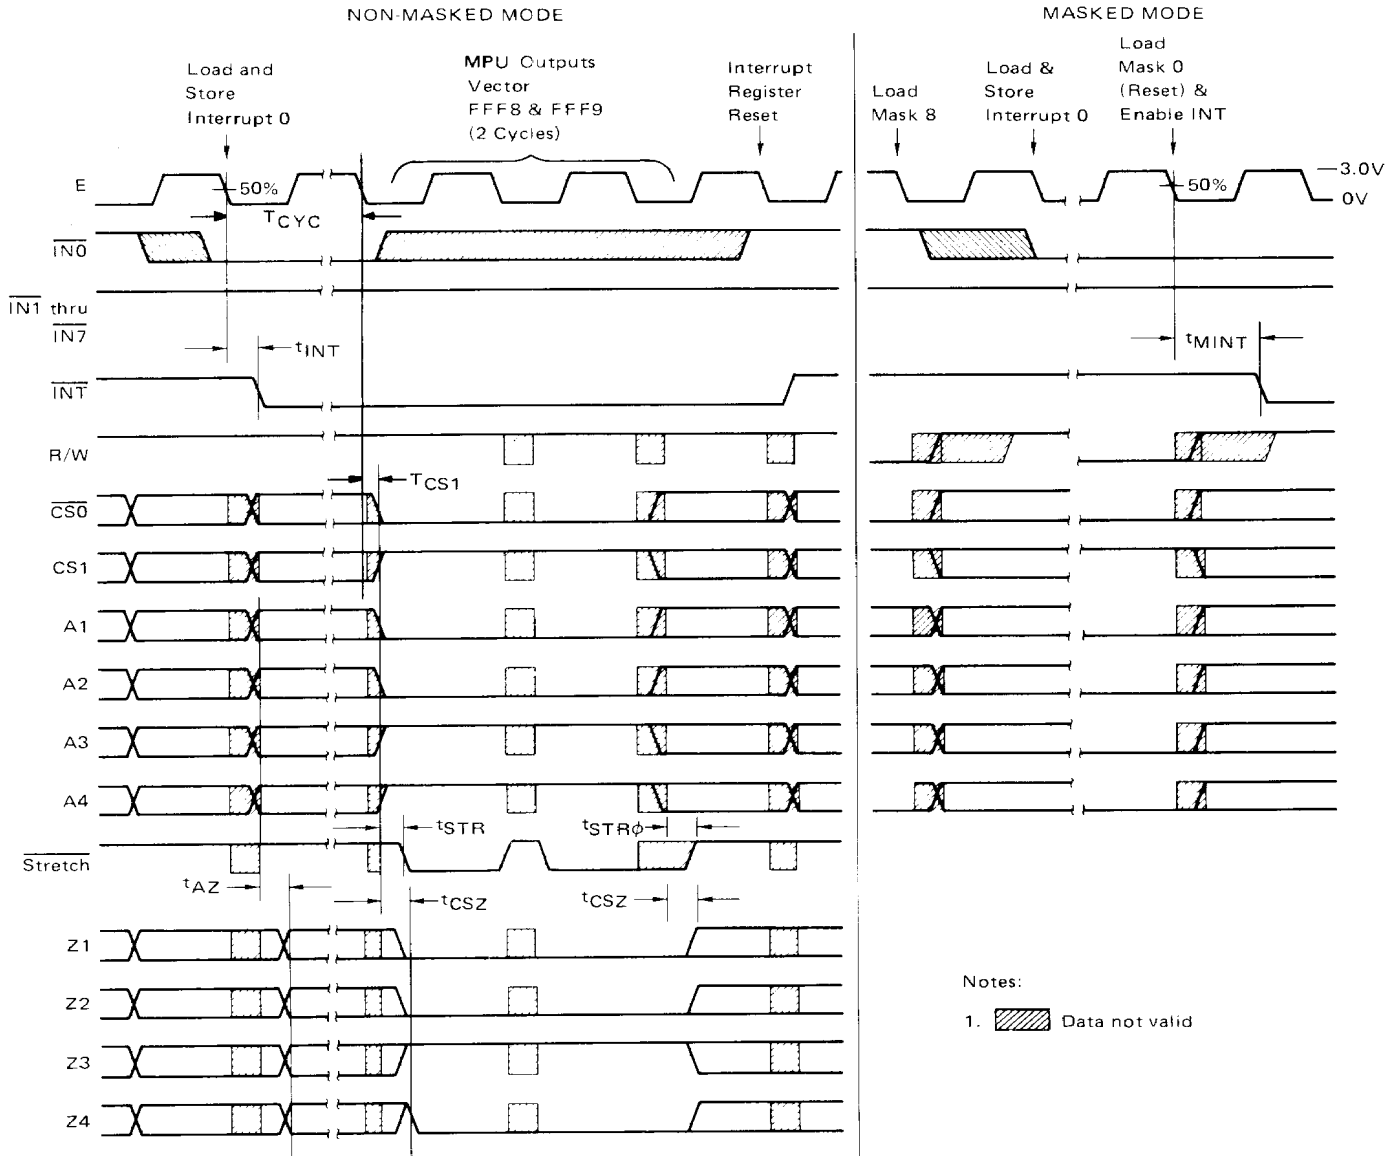 NON-MASKED MODE
MASKED MODE
Load and
Store
Interrupt 0
MPU Outputs
Vector
FFF8 & FFF9
(2 Cycles)
Interrupt
Register
Reset
Load
Mask 8
Load &
Store
Interrupt 0
Load
Mask 0
(Reset) &
Enable INT
E
50%
50%
3.0V
0V
TCYC
IN0
IN1 thru
IN7
tINT
tMINT
INT
R/W
TCS1
CS0
CS1
A1
A2
A3
A4
tSTR
tSTRϕ
Stretch
tAZ
tCSZ
tCSZ
Z1
Z2
Z3
Z4
Notes:
1. Data not valid